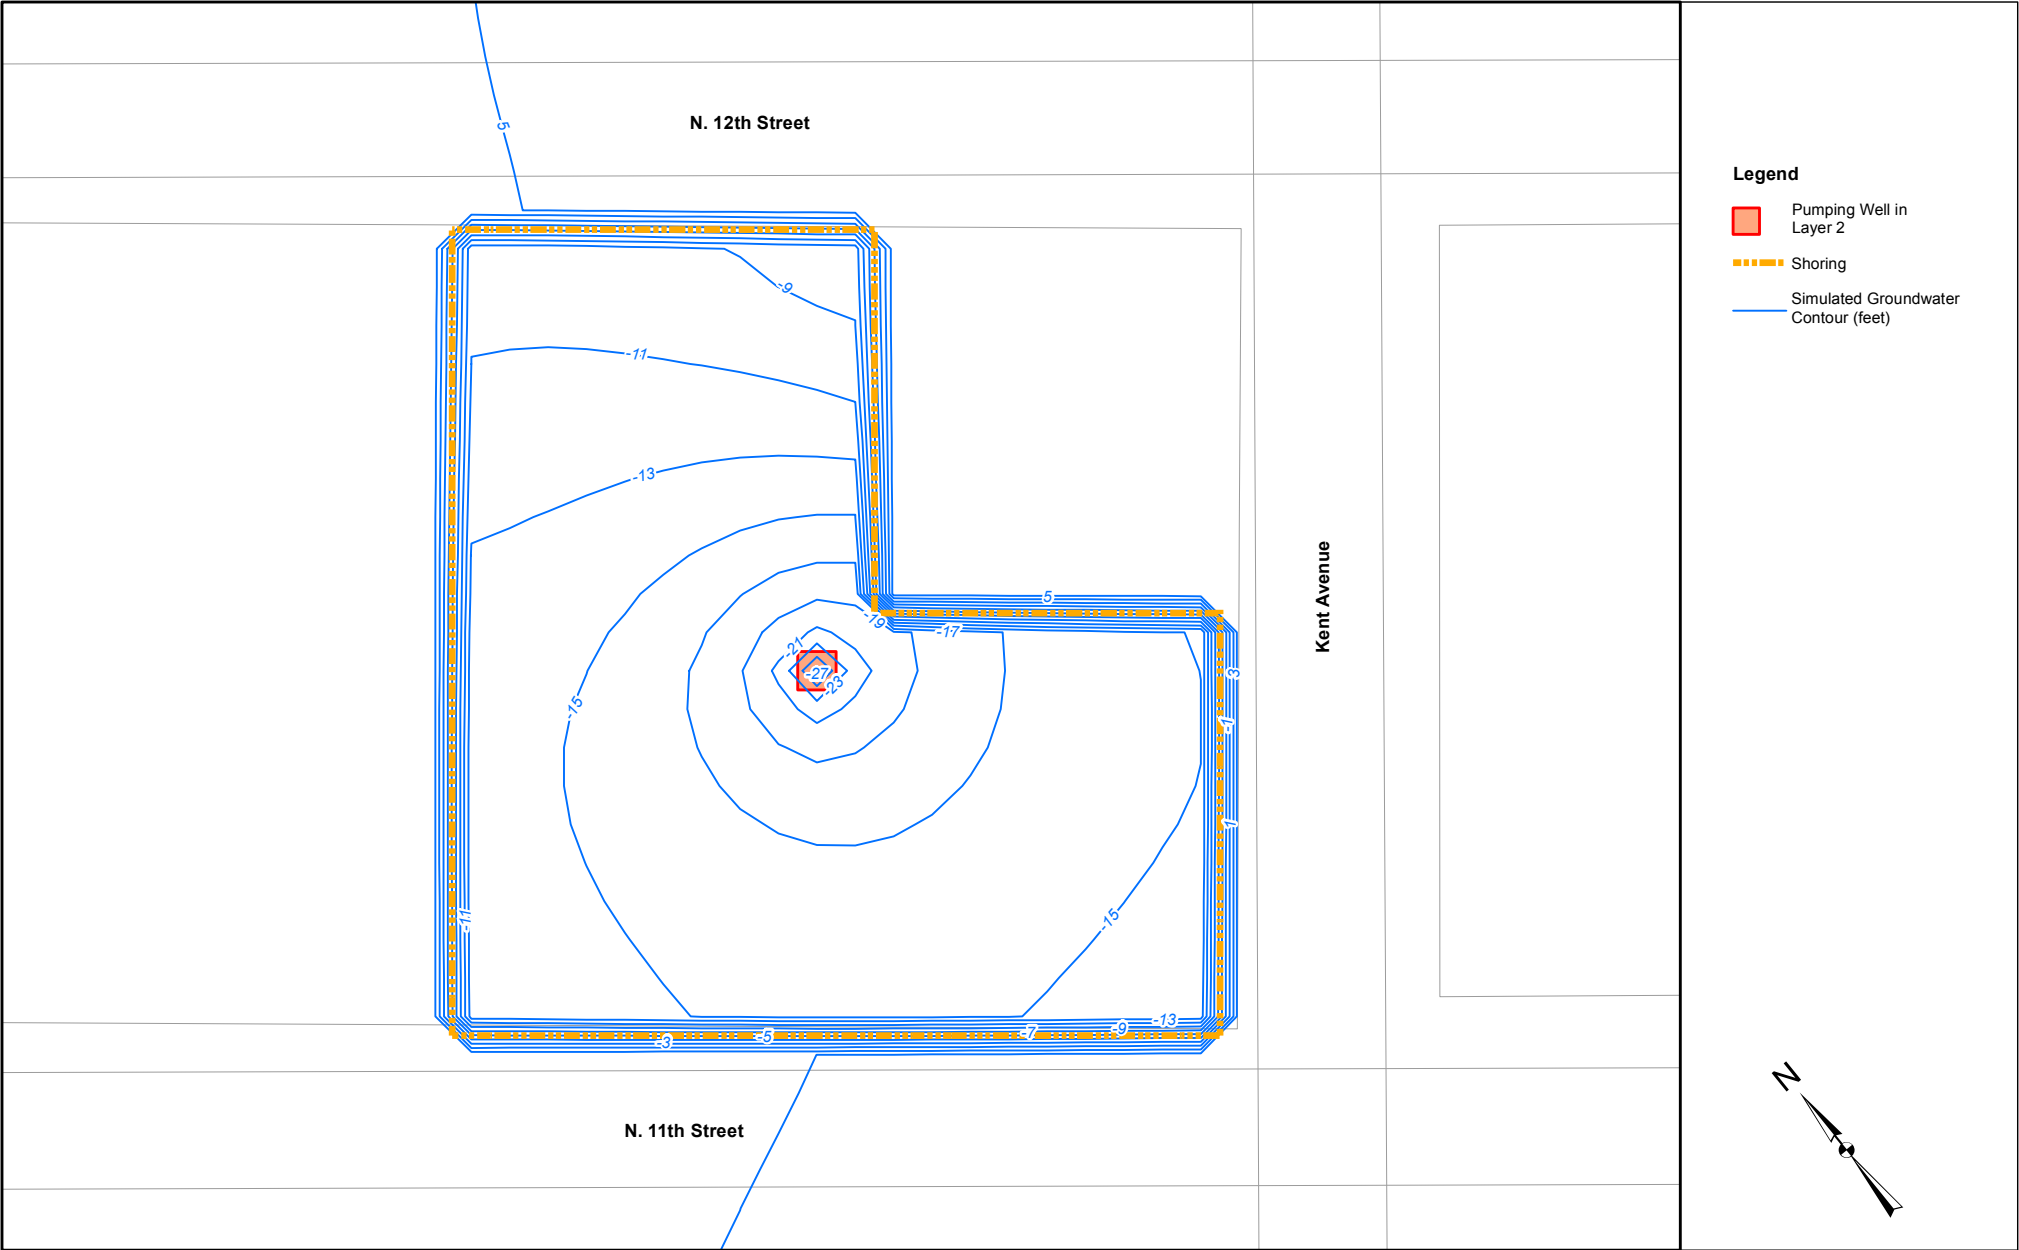 5
N. 12th Street
-9
-11
-13
5
-19
-17
-21
-27
-23
3
-15
-1
1
-11
-15
-13
-9
-7
-5
-3
N. 11th Street
Kent Avenue
Legend
Pumping Well in
Layer 2
Shoring
Simulated Groundwater
Contour (feet)
N